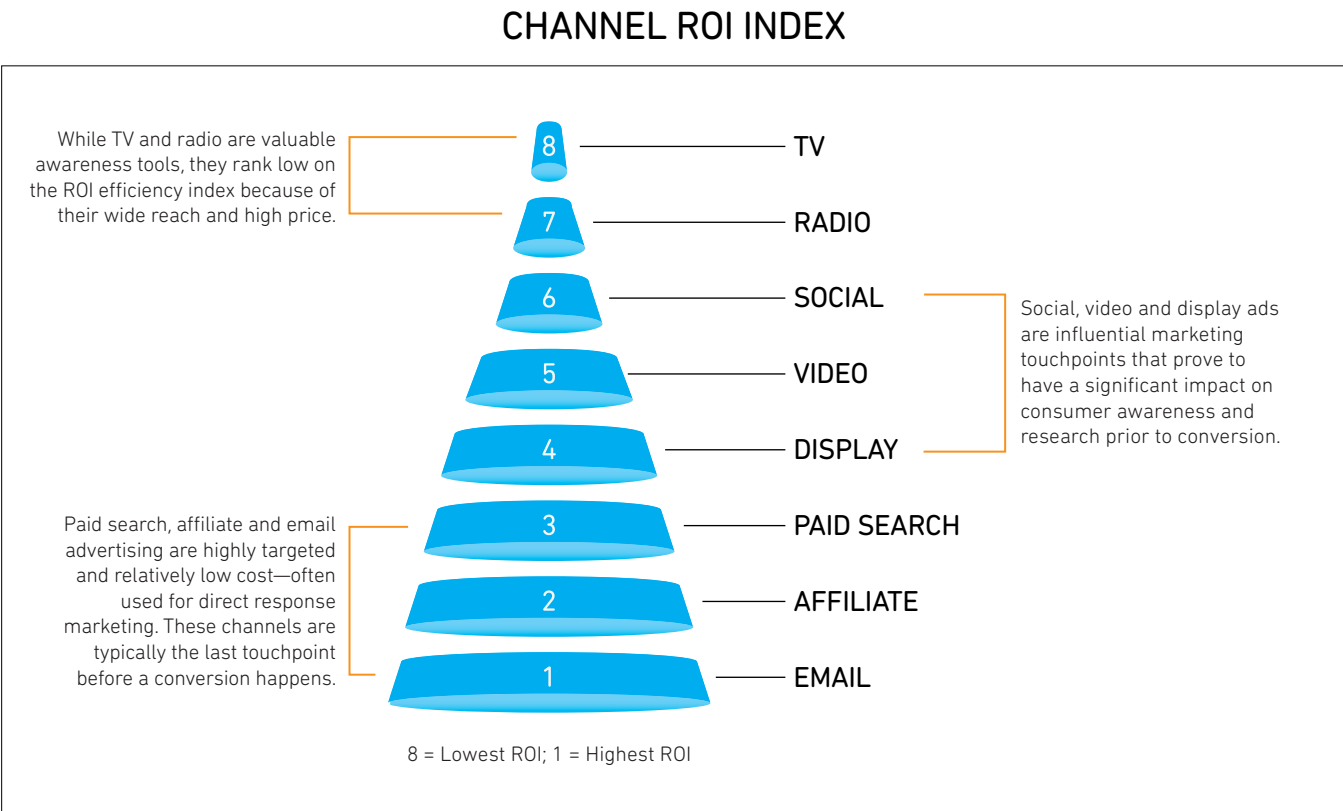 CHANNEL ROI INDEX
While TV and radio are valuable
awareness tools, they rank low on
the ROI efficiency index because of
their wide reach and high price.
8
TV
7
RADIO
6
SOCIAL
5
VIDEO
4
DISPLAY
Social, video and display ads
are influential marketing
touchpoints that prove to
have a significant impact on
consumer awareness and
research prior to conversion.
Paid search, affiliate and email
advertising are highly targeted
and relatively low cost—often
used for direct response
marketing. These channels are
typically the last touchpoint
before a conversion happens.
3
PAID SEARCH
2
AFFILIATE
1
EMAIL
8 = Lowest ROI; 1 = Highest ROI